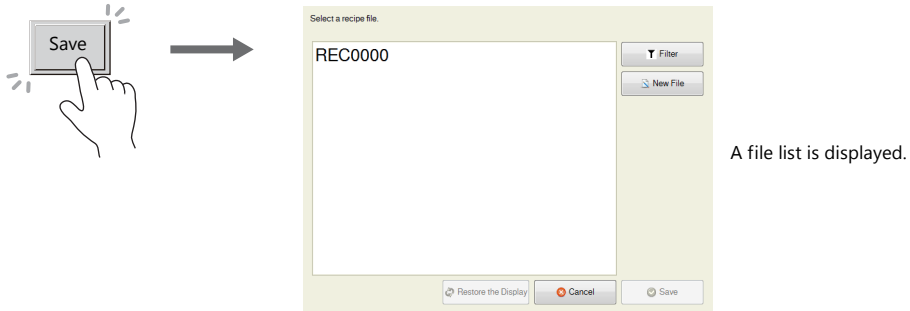 Save
Select a recipe file.
REC0000
Filter
New File
A file list is displayed.
Restore the Display
Cancel
Save